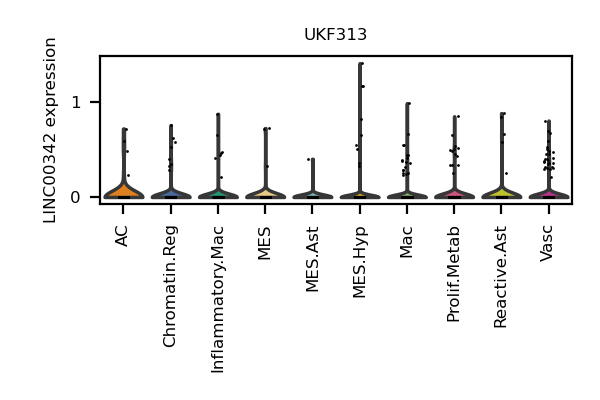 UKF313
LINC00342 expression
1
0
AC
Chromatin.Reg
Inflammatory.Mac
MES
MES.Ast
MES.Hyp
Mac
Prolif.Metab
Reactive.Ast
Vasc